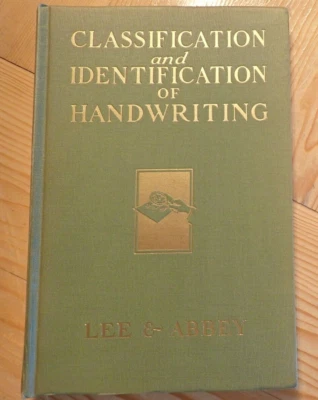 CLASSIFICATION
and
IDENTIFICATION
OF
HANDWRITING
LEE & ABBEY